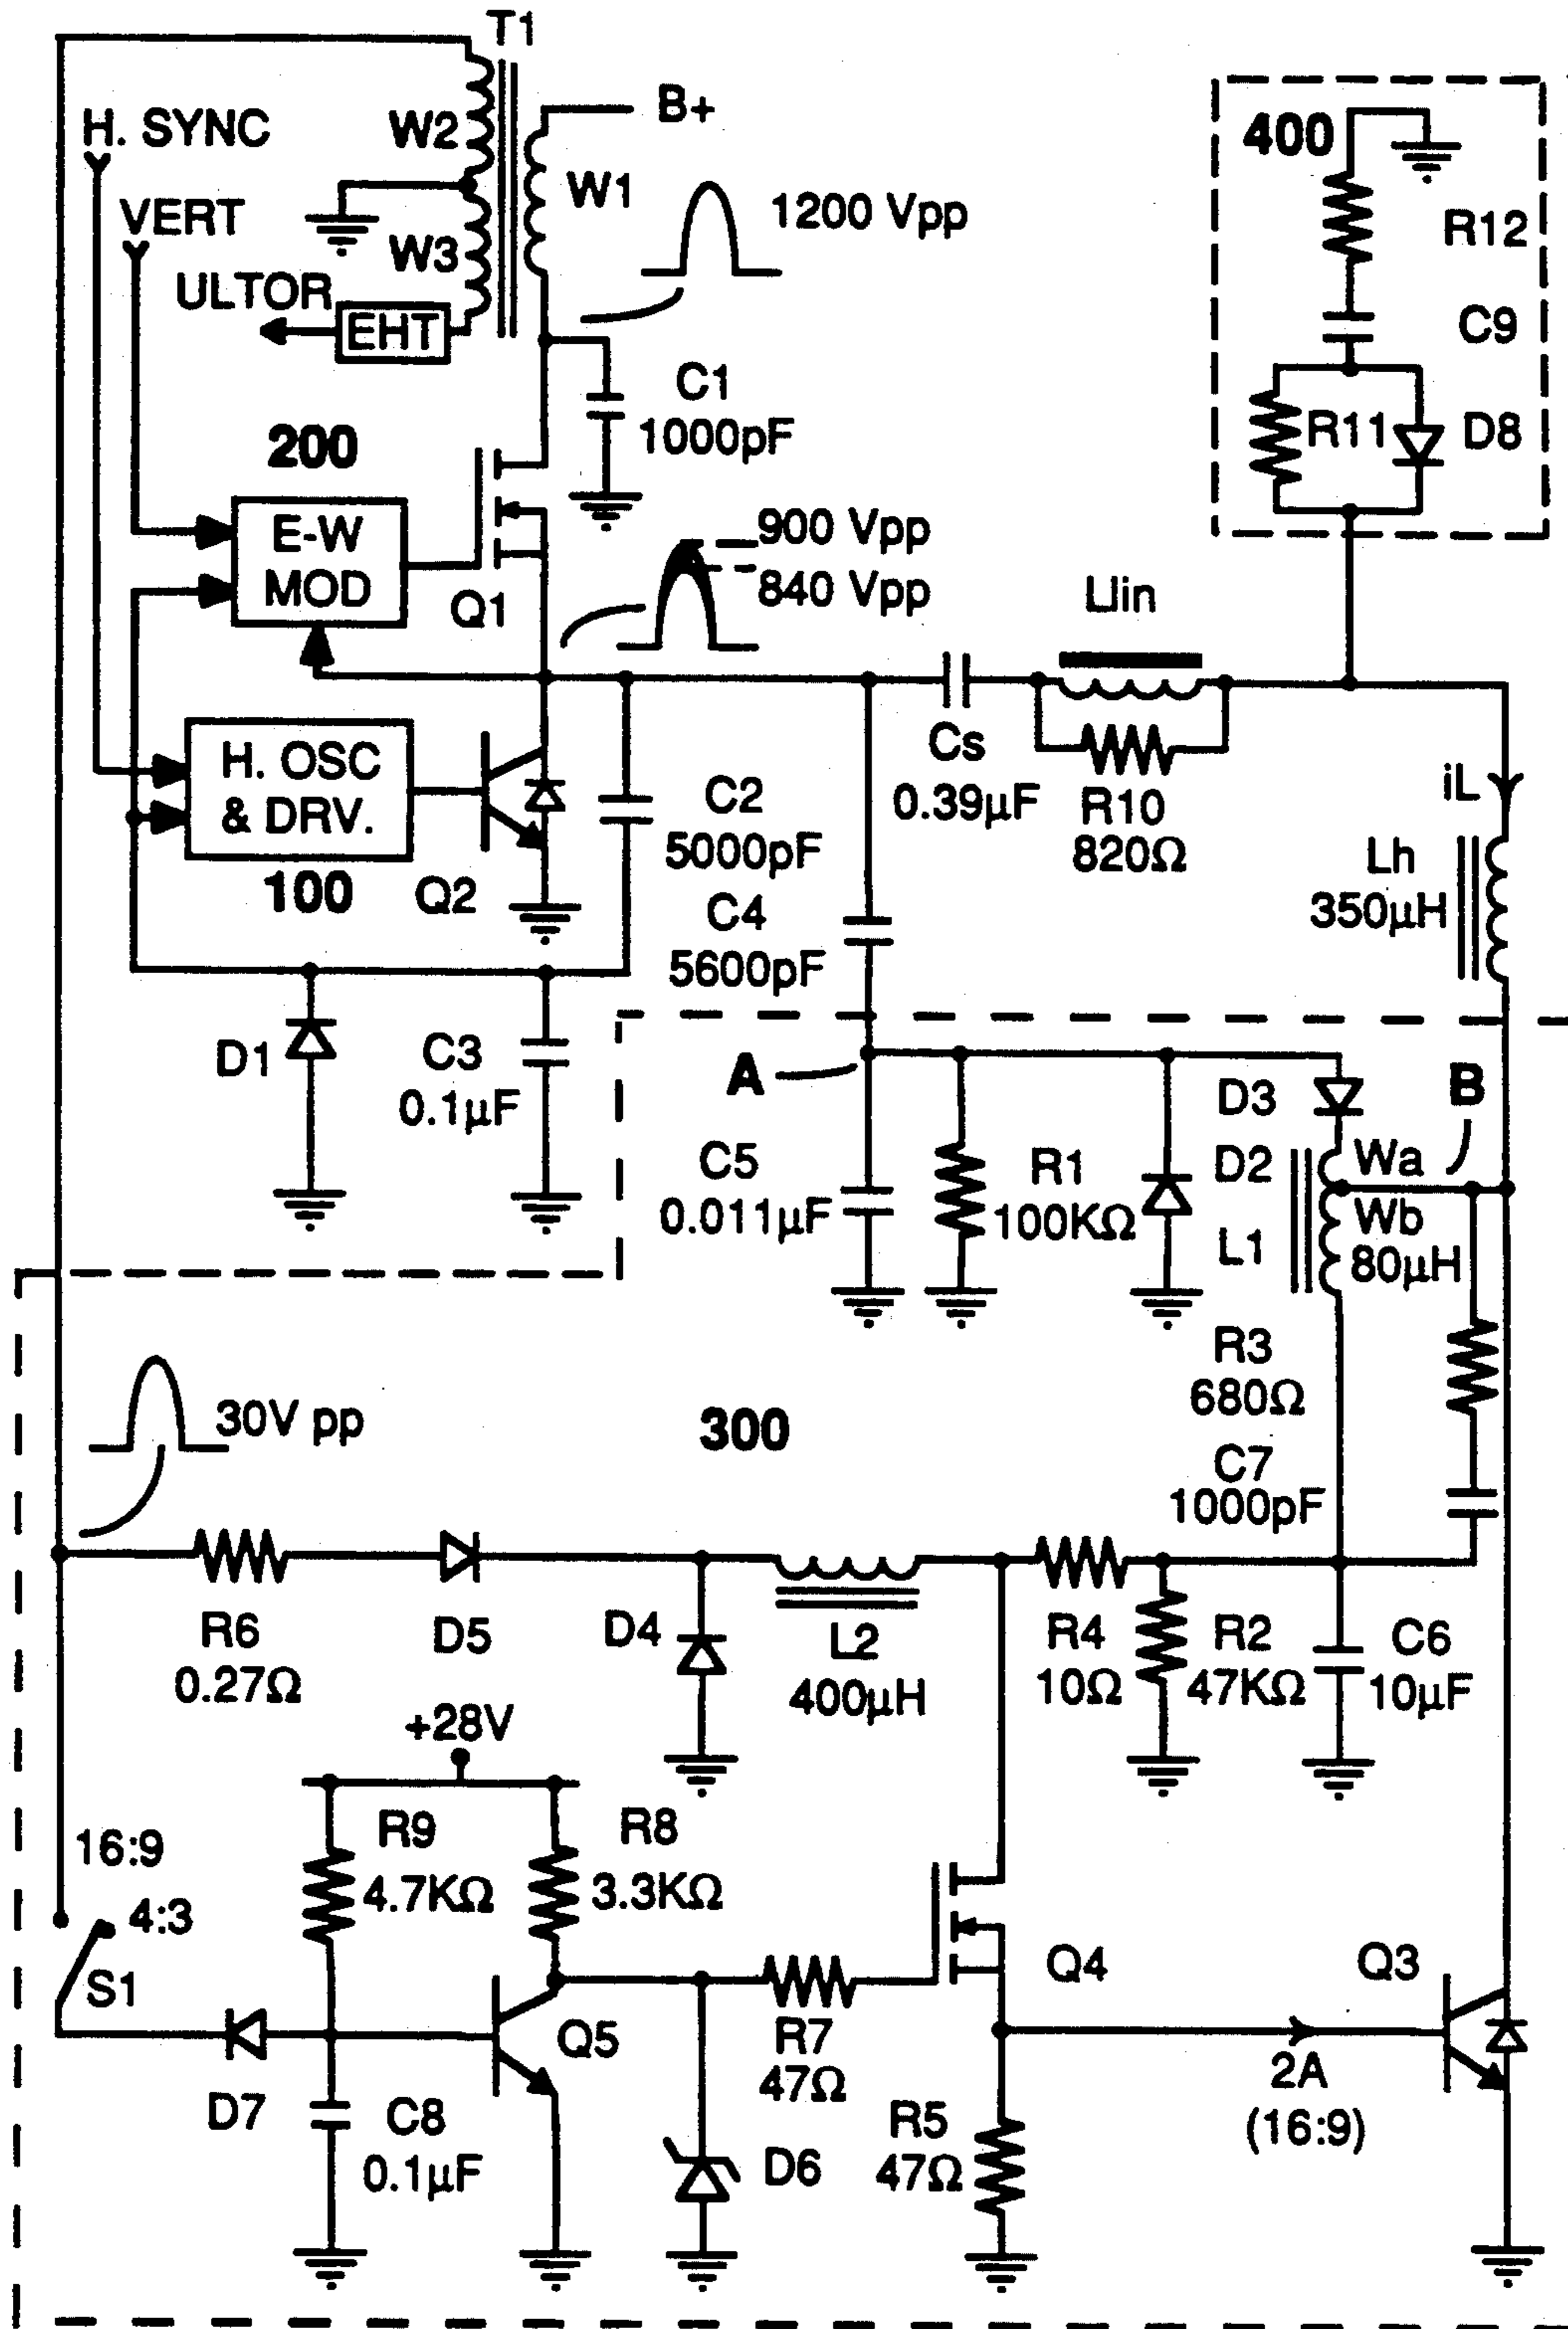 T1
H. SYNC
W2
B+
400
W1
1200 Vpp
R12
VERT
W3
ULTOR
EHT
C9
C1
1000pF
R11
D8
200
E-W
MOD
Q1
900 Vpp
840 Vpp
Llin
Cs
0.39µF
R10
820Ω
iL
H. OSC
& DRV.
100
Q2
C2
5000pF
C4
5600pF
Lh
350µH
D1
C3
0.1µF
A
D3
B
C5
0.011µF
R1
100KΩ
D2
L1
Wa
Wb
80µH
R3
680Ω
30V pp
300
C7
1000pF
R6
0.27Ω
D5
D4
L2
400µH
R4
10Ω
R2
47KΩ
C6
10µF
+28V
16:9
4:3
S1
R9
4.7KΩ
R8
3.3KΩ
Q4
Q3
Q5
R7
47Ω
2A
(16:9)
D7
C8
0.1µF
D6
R5
47Ω